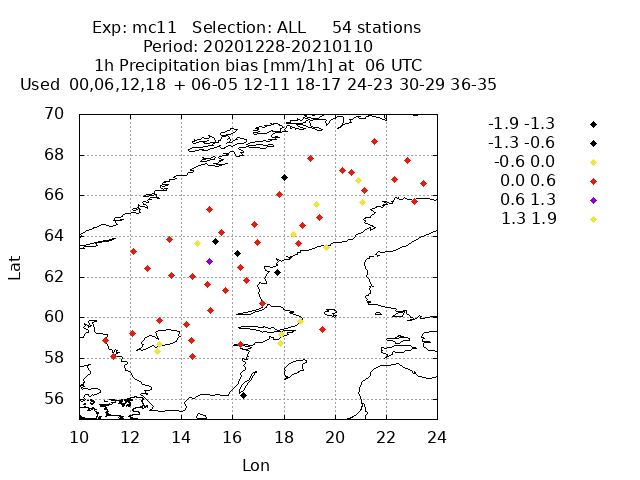 Exp: mc11 Selection: ALL 54 stations
Period: 20201228-20210110
1h Precipitation bias [mm/1h] at 06 UTC
Used 00,06,12,18 + 06-05 12-11 18-17 24-23 30-29 36-35
70
68
66
64
62
60
58
56
Lat
10 12 14 16 18 20 22 24
Lon
-1.9 -1.3
-1.3 -0.6
-0.6 0.0
0.0 0.6
0.6 1.3
1.3 1.9